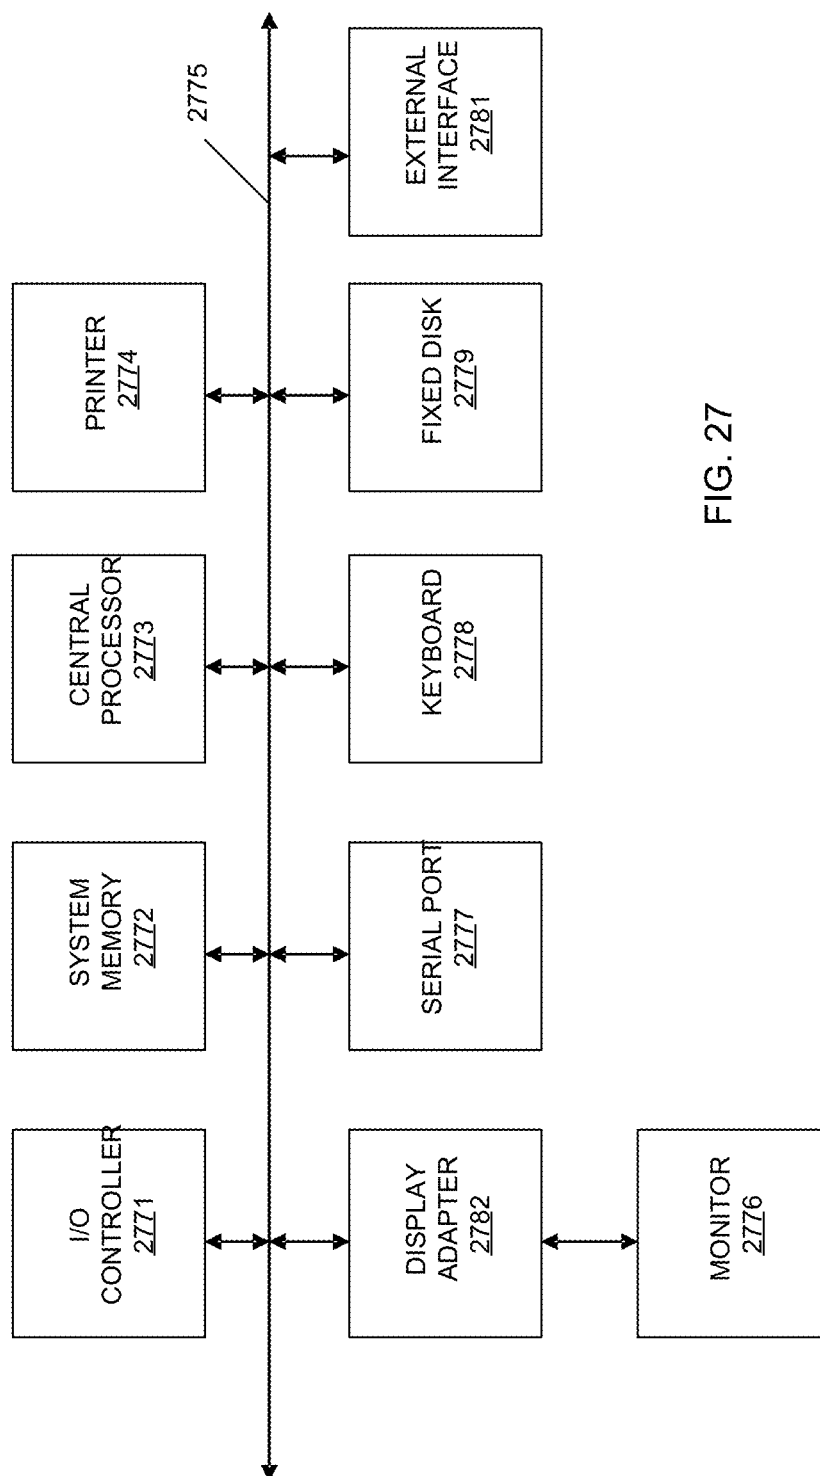 I/O
CONTROLLER
2771
SYSTEM
MEMORY
2772
CENTRAL
PROCESSOR
2773
PRINTER
2774
2775
DISPLAY
ADAPTER
2782
SERIAL PORT
2777
KEYBOARD
2778
FIXED DISK
2779
EXTERNAL
INTERFACE
2781
MONITOR
2776
FIG. 27